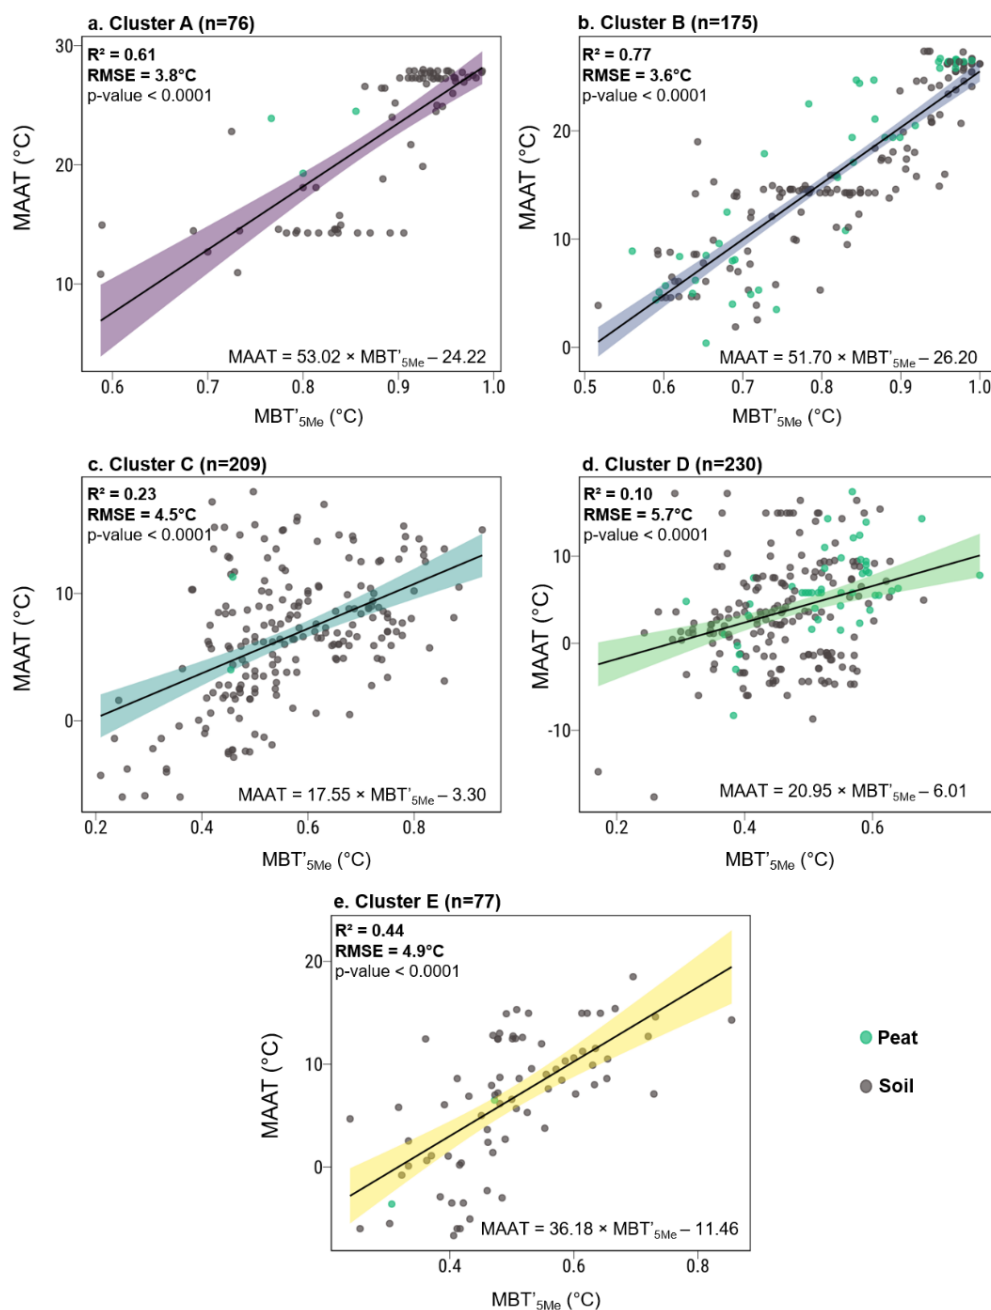 a. Cluster A (n=76)
R² = 0.61
RMSE = 3.8°C
p-value < 0.0001
30
20
10
MAAT (°C)
MAAT = 53.02 × MBT'5Me – 24.22
0.6 0.7 0.8 0.9 1.0
MBT'5Me (°C)
b. Cluster B (n=175)
R² = 0.77
RMSE = 3.6°C
p-value < 0.0001
20
10
0
MAAT (°C)
MAAT = 51.70 × MBT'5Me – 26.20
0.5 0.6 0.7 0.8 0.9 1.0
MBT'5Me (°C)
c. Cluster C (n=209)
R² = 0.23
RMSE = 4.5°C
p-value < 0.0001
10
0
MAAT (°C)
MAAT = 17.55 × MBT'5Me – 3.30
0.2 0.4 0.6 0.8
MBT'5Me (°C)
d. Cluster D (n=230)
R² = 0.10
RMSE = 5.7°C
p-value < 0.0001
10
0
-10
MAAT (°C)
MAAT = 20.95 × MBT'5Me – 6.01
0.2 0.4 0.6
MBT'5Me (°C)
e. Cluster E (n=77)
R² = 0.44
RMSE = 4.9°C
p-value < 0.0001
20
10
0
MAAT (°C)
MAAT = 36.18 × MBT'5Me – 11.46
0.4 0.6 0.8
MBT'5Me (°C)
Peat
Soil